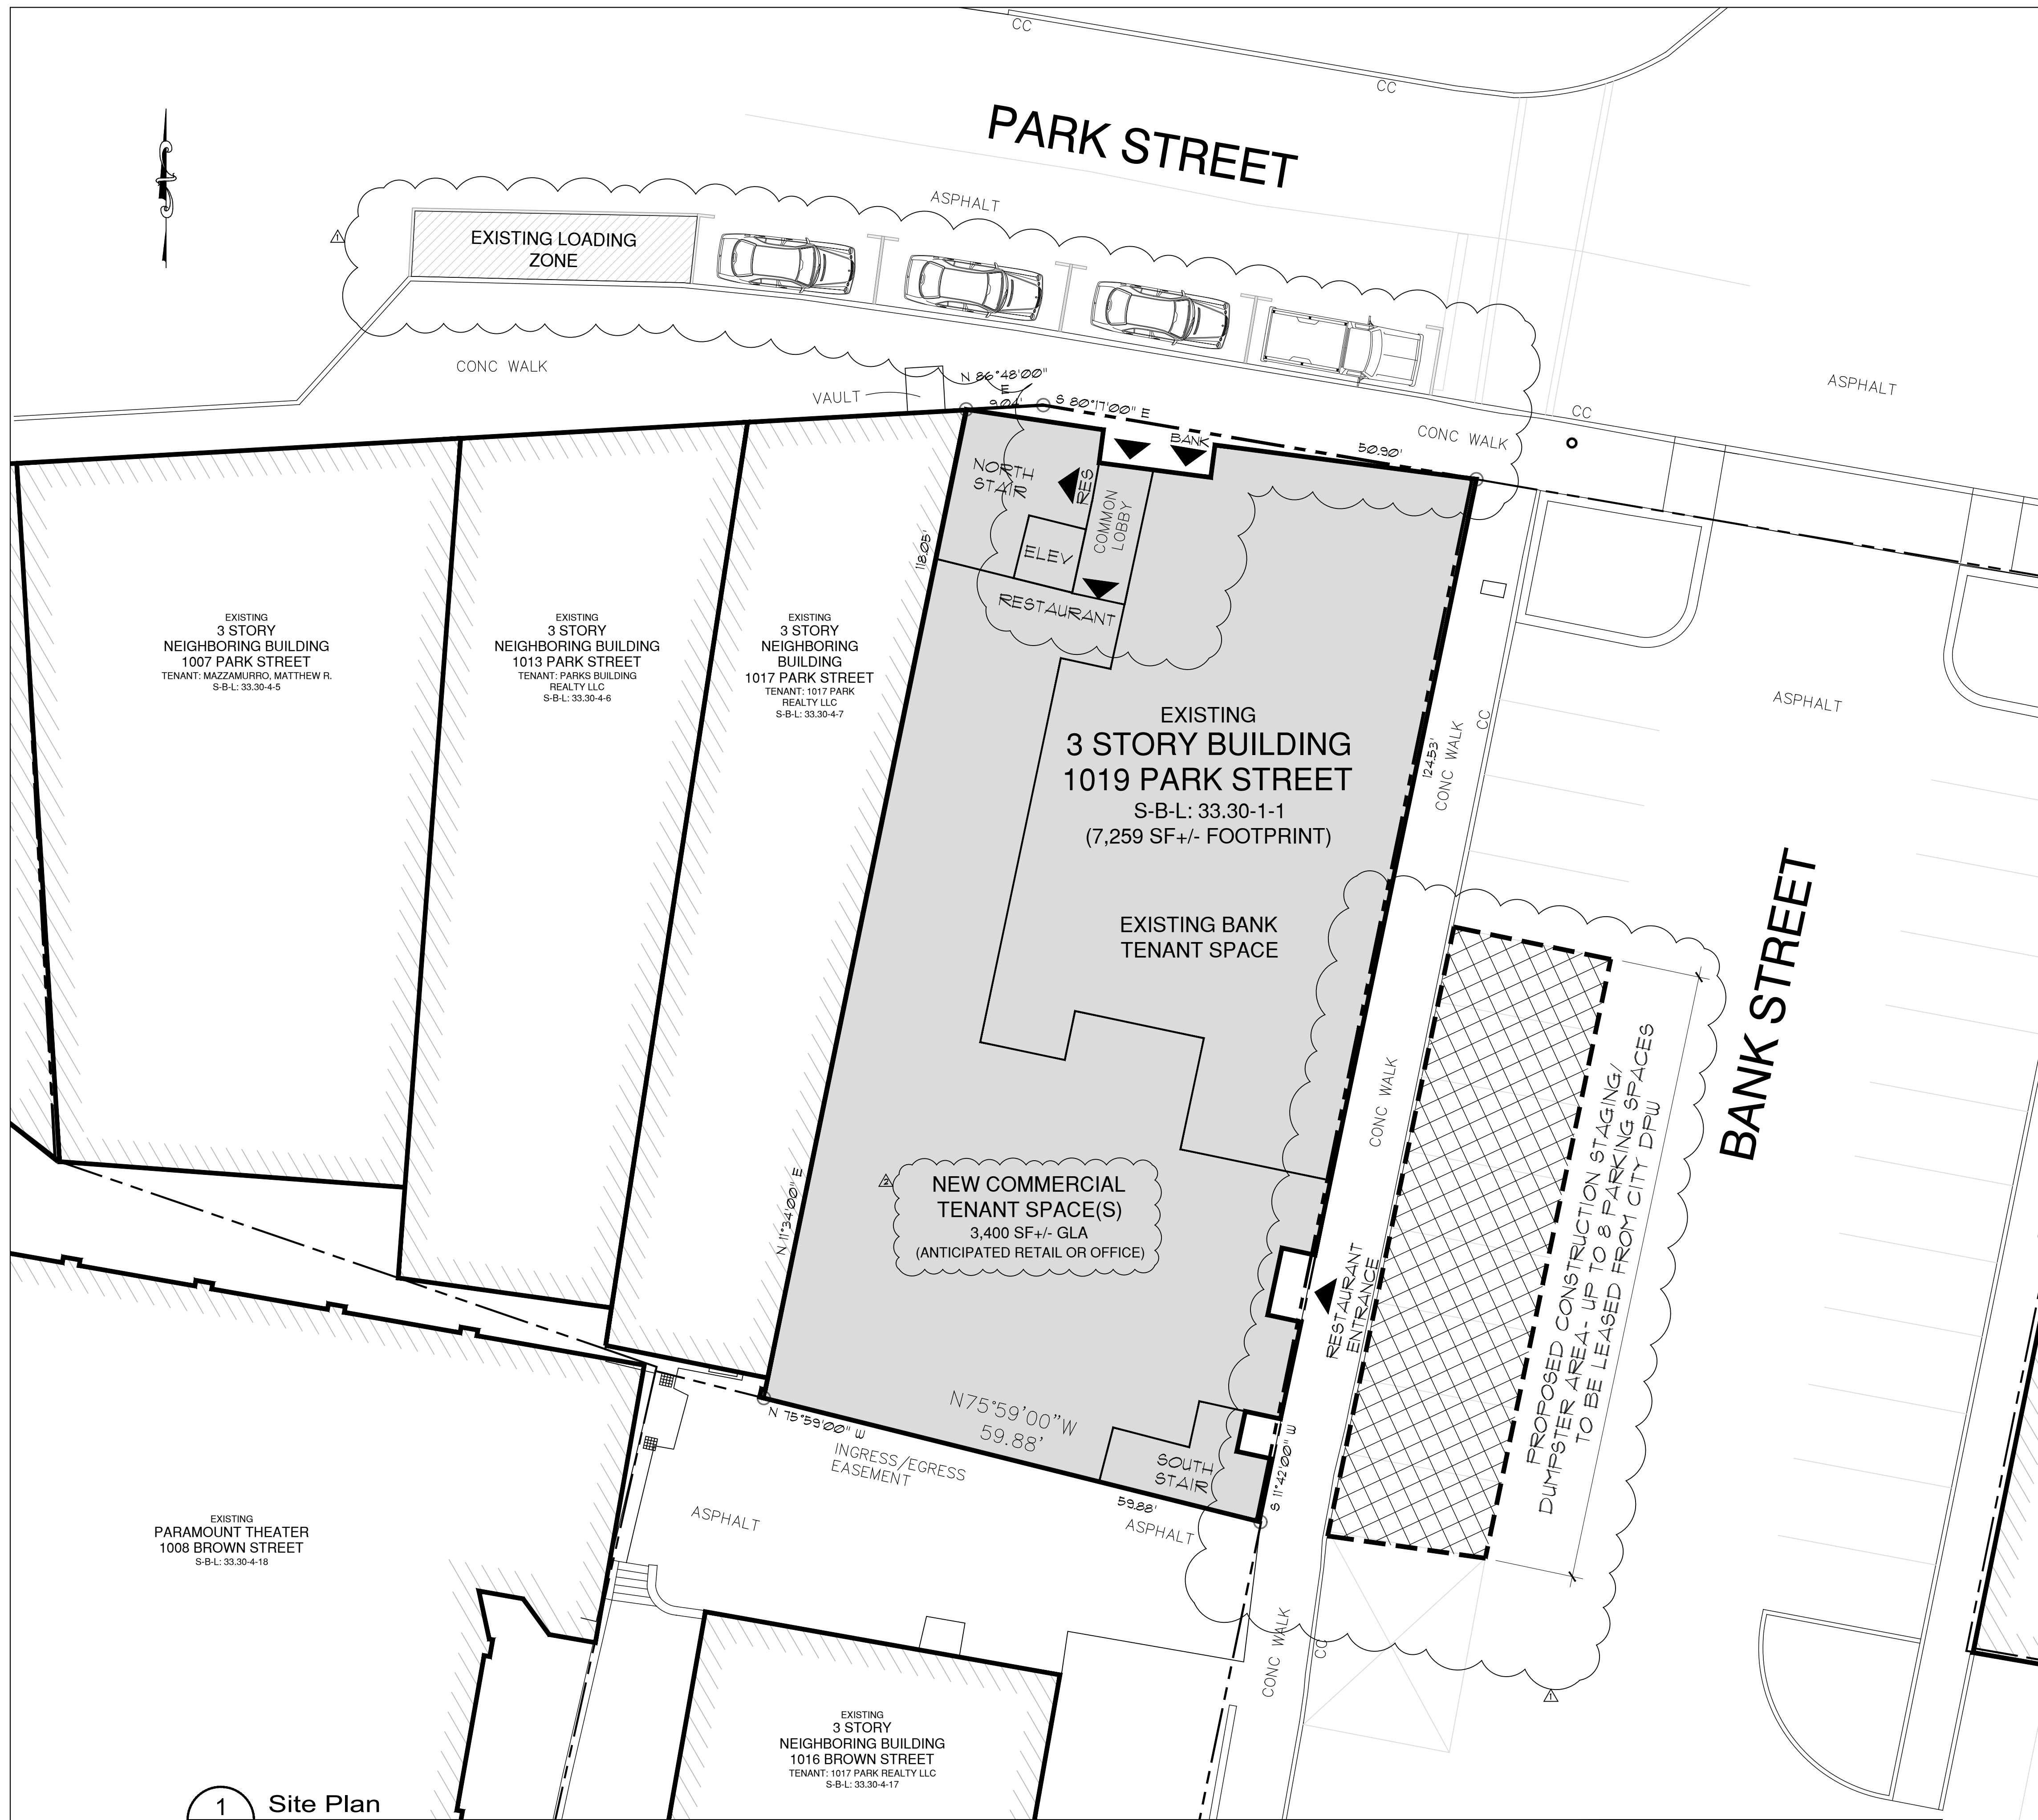 CC
CC
PARK STREET
ASPHALT
EXISTING LOADING
ZONE
1
CONC WALK
VAULT
N 86°48'00"
E
9.04'
S 80°17'00" E
50.90'
CONC WALK
CC
ASPHALT
BANK
NORTH
STAIR
RES
COMMON
LOBBY
ELEV
RESTAURANT
118.05'
EXISTING
3 STORY
NEIGHBORING BUILDING
1007 PARK STREET
TENANT: MAZZAMURRO, MATTHEW R.
S-B-L: 33.30-4-5
EXISTING
3 STORY
NEIGHBORING BUILDING
1013 PARK STREET
TENANT: PARKS BUILDING
REALTY LLC
S-B-L: 33.30-4-6
EXISTING
3 STORY
NEIGHBORING
BUILDING
1017 PARK STREET
TENANT: 1017 PARK
REALTY LLC
S-B-L: 33.30-4-7
EXISTING
3 STORY BUILDING
1019 PARK STREET
S-B-L: 33.30-1-1
(7,259 SF+/- FOOTPRINT)
EXISTING BANK
TENANT SPACE
124.53'
CONC WALK
CC
ASPHALT
BANK STREET
CONC WALK
2
NEW COMMERCIAL
TENANT SPACE(S)
3,400 SF+/- GLA
(ANTICIPATED RETAIL OR OFFICE)
N 11°34'00" E
RESTAURANT
ENTRANCE
PROPOSED CONSTRUCTION STAGING/
DUMPSTER AREA- UP TO 8 PARKING SPACES
TO BE LEASED FROM CITY DPW
N75°59'00"W
59.88'
N 75°59'00" W
INGRESS/EGRESS
EASEMENT
SOUTH
STAIR
S 11°42'00" W
59.88'
ASPHALT
ASPHALT
CONC WALK
CC
1
EXISTING
PARAMOUNT THEATER
1008 BROWN STREET
S-B-L: 33.30-4-18
EXISTING
3 STORY
NEIGHBORING BUILDING
1016 BROWN STREET
TENANT: 1017 PARK REALTY LLC
S-B-L: 33.30-4-17
1
Site Plan